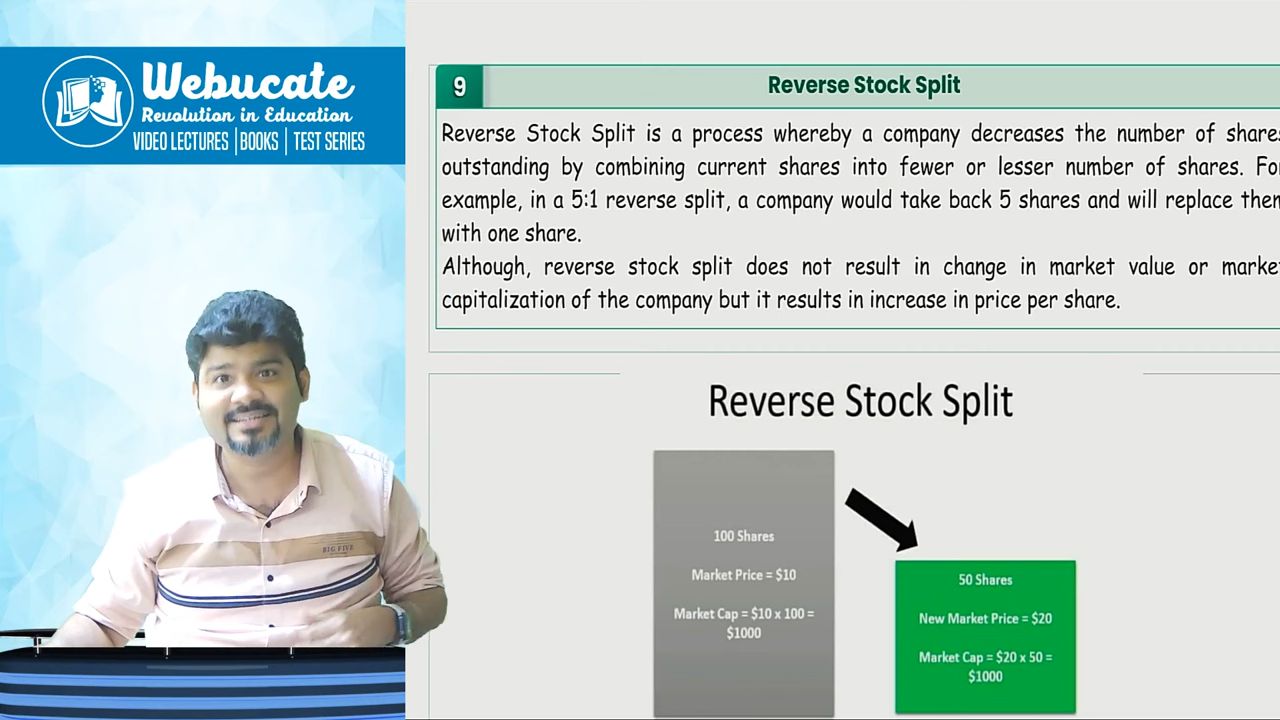 Webucate
Revolution in Education
VIDEO LECTURES | BOOKS | TEST SERIES
9
Reverse Stock Split
Reverse Stock Split is a process whereby a company decreases the number of shares
outstanding by combining current shares into fewer or lesser number of shares. For
example, in a 5:1 reverse split, a company would take back 5 shares and will replace them
with one share.
Although, reverse stock split does not result in change in market value or market
capitalization of the company but it results in increase in price per share.
Reverse Stock Split
100 Shares
Market Price = $10
Market Cap = $10 x 100 =
$1000
50 Shares
New Market Price = $20
Market Cap = $20 x 50 =
$1000
BIG FIVE